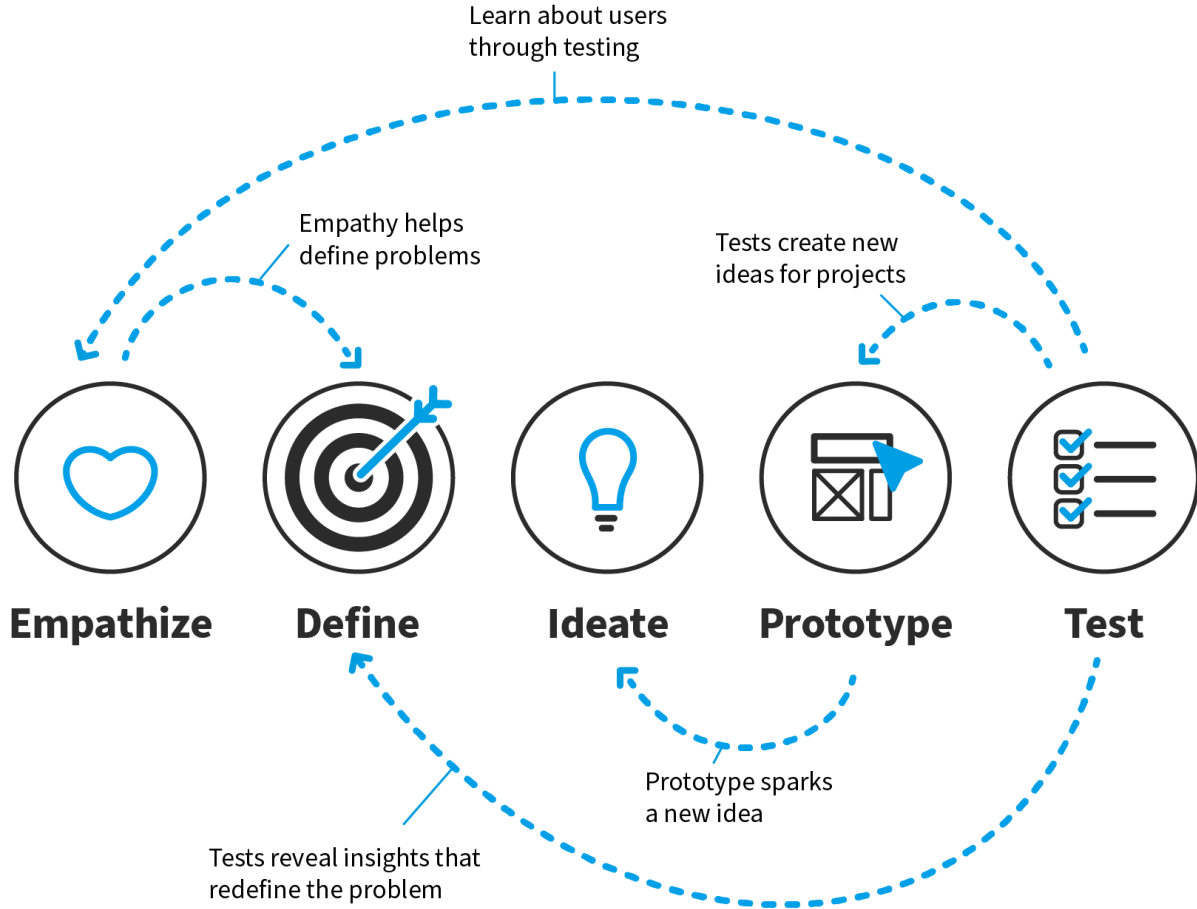 Learn about users
through testing
Empathy helps
define problems
Tests create new
ideas for projects
Empathize
Define
Ideate
Prototype
Test
Prototype sparks
a new idea
Tests reveal insights that
redefine the problem